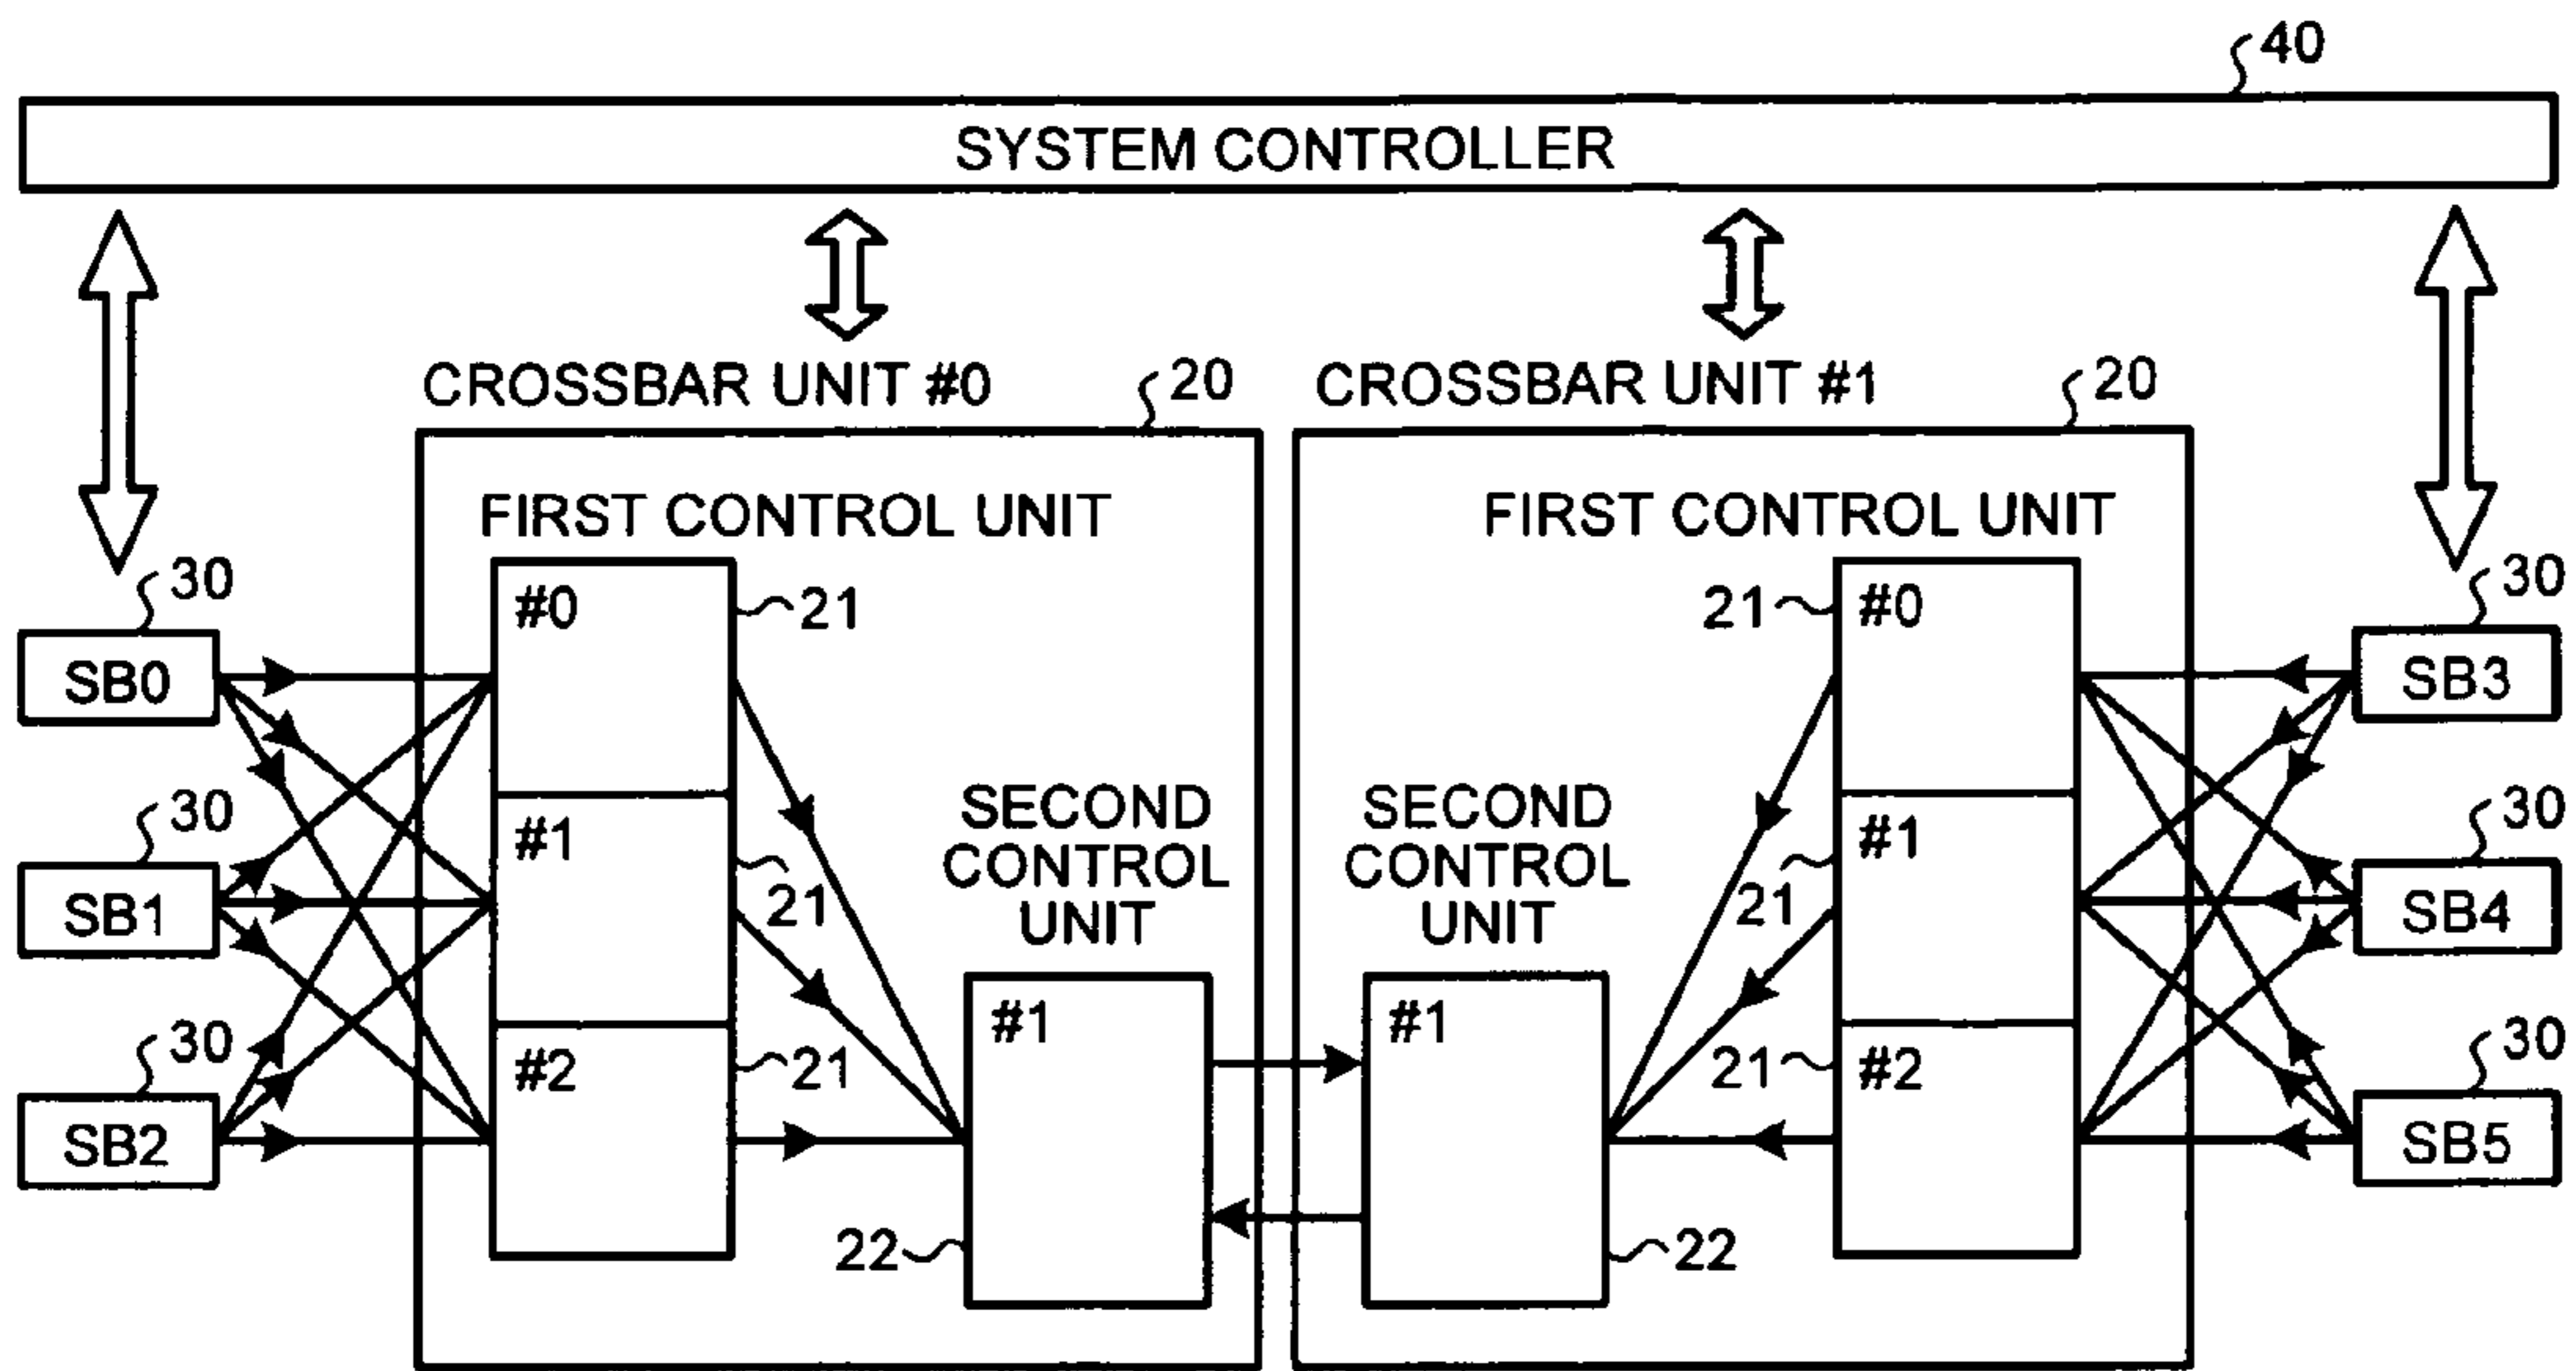 40
SYSTEM CONTROLLER
CROSSBAR UNIT #0
20
CROSSBAR UNIT #1
20
FIRST CONTROL UNIT
FIRST CONTROL UNIT
30
SB0
30
SB1
30
SB2
#0
21
#1
21
#2
21
SECOND
CONTROL
UNIT
#1
22
SECOND
CONTROL
UNIT
#1
22
21
#0
21
#1
21
#2
30
SB3
30
SB4
30
SB5